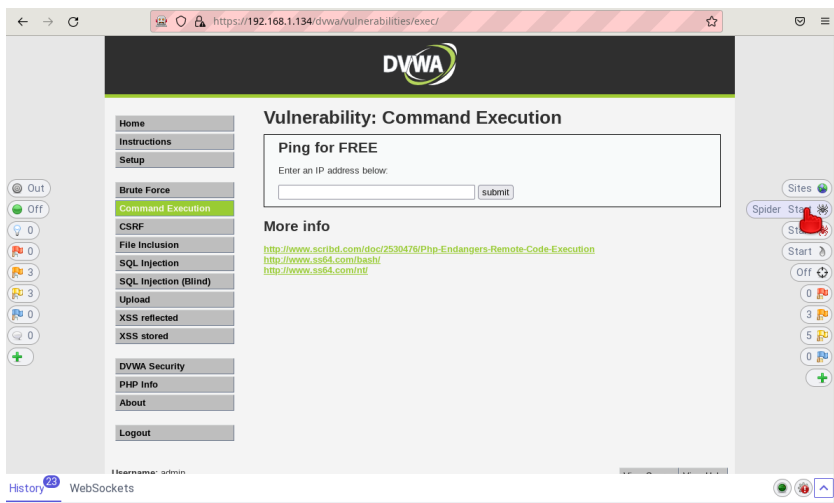 https://192.168.1.134/dvwa/vulnerabilities/exec/
DVWA
Home
Instructions
Setup
Brute Force
Command Execution
CSRF
File Inclusion
SQL Injection
SQL Injection (Blind)
Upload
XSS reflected
XSS stored
DVWA Security
PHP Info
About
Logout
Username: admin
Vulnerability: Command Execution
Ping for FREE
Enter an IP address below:
submit
More info
http://www.scribd.com/doc/2530476/Php-Endangers-Remote-Code-Execution
http://www.ss64.com/bash/
http://www.ss64.com/nt/
Out
Off
0
0
3
3
0
0
Sites
Spider Start
Start
Off
0
3
5
0
History 23 WebSockets